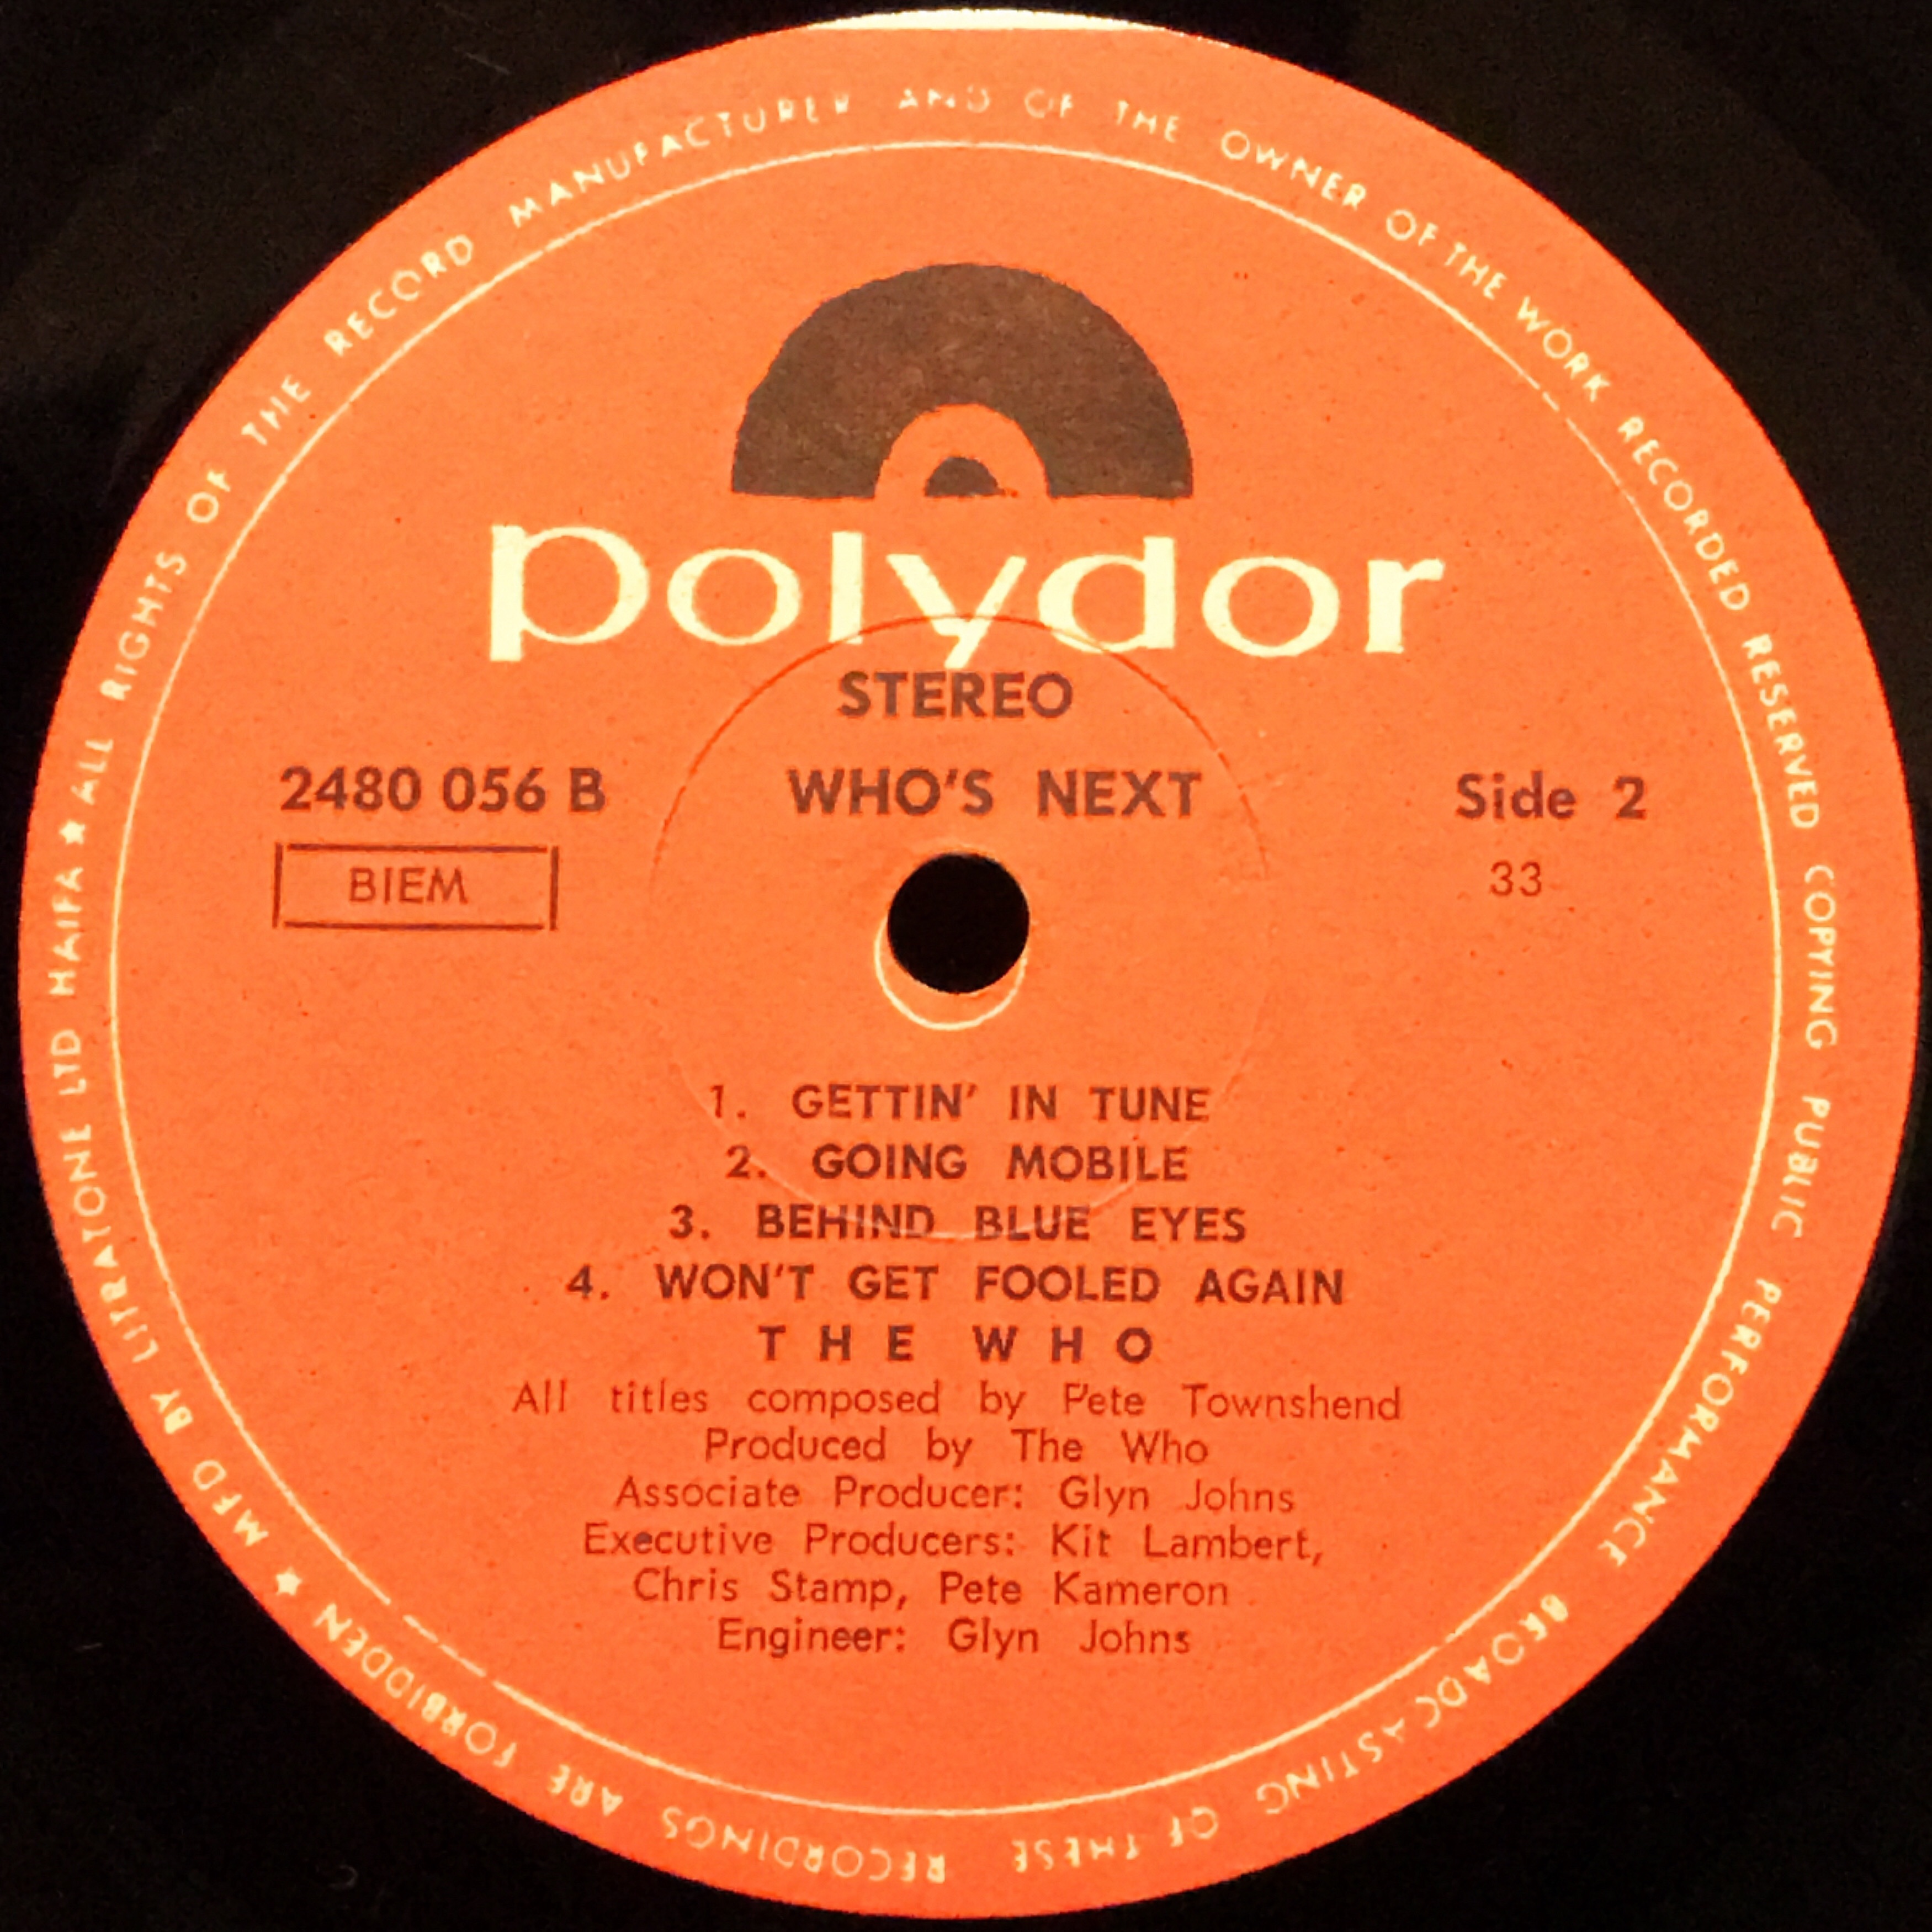 polydor
STEREO
2480 056 B WHO'S NEXT Side 2
BIEM 33
1. GETTIN' IN TUNE
2. GOING MOBILE
3. BEHIND BLUE EYES
4. WON'T GET FOOLED AGAIN
THE WHO
All titles composed by Pete Townshend
Produced by The Who
Associate Producer: Glyn Johns
Executive Producers: Kit Lambert,
Chris Stamp, Pete Kameron
Engineer: Glyn Johns
★ ALL RIGHTS OF THE RECORD MANUFACTURER AND OF THE OWNER OF THE WORK RECORDED RESERVED COPYING PUBLIC PERFORMANCE BROADCASTING OF THESE RECORDINGS ARE FORBIDDEN ★ MFD BY LITRATONE LTD HAIFA